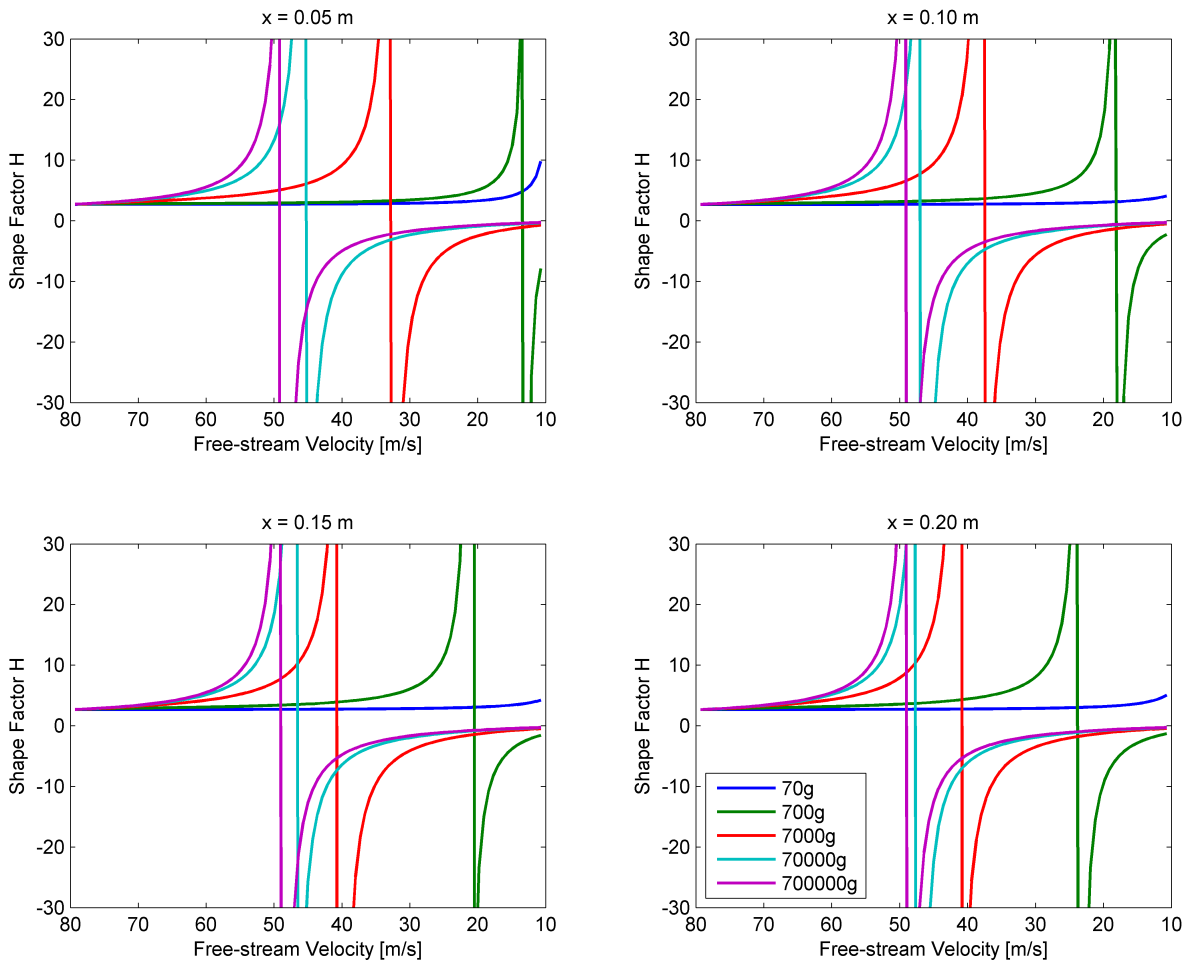 x = 0.05 m
30
20
10
0
-10
-20
-30
Shape Factor H
80 70 60 50 40 30 20 10
Free-stream Velocity [m/s]
x = 0.10 m
30
20
10
0
-10
-20
-30
Shape Factor H
80 70 60 50 40 30 20 10
Free-stream Velocity [m/s]
x = 0.15 m
30
20
10
0
-10
-20
-30
Shape Factor H
80 70 60 50 40 30 20 10
Free-stream Velocity [m/s]
x = 0.20 m
30
20
10
0
-10
-20
-30
Shape Factor H
70g
700g
7000g
70000g
700000g
80 70 60 50 40 30 20 10
Free-stream Velocity [m/s]